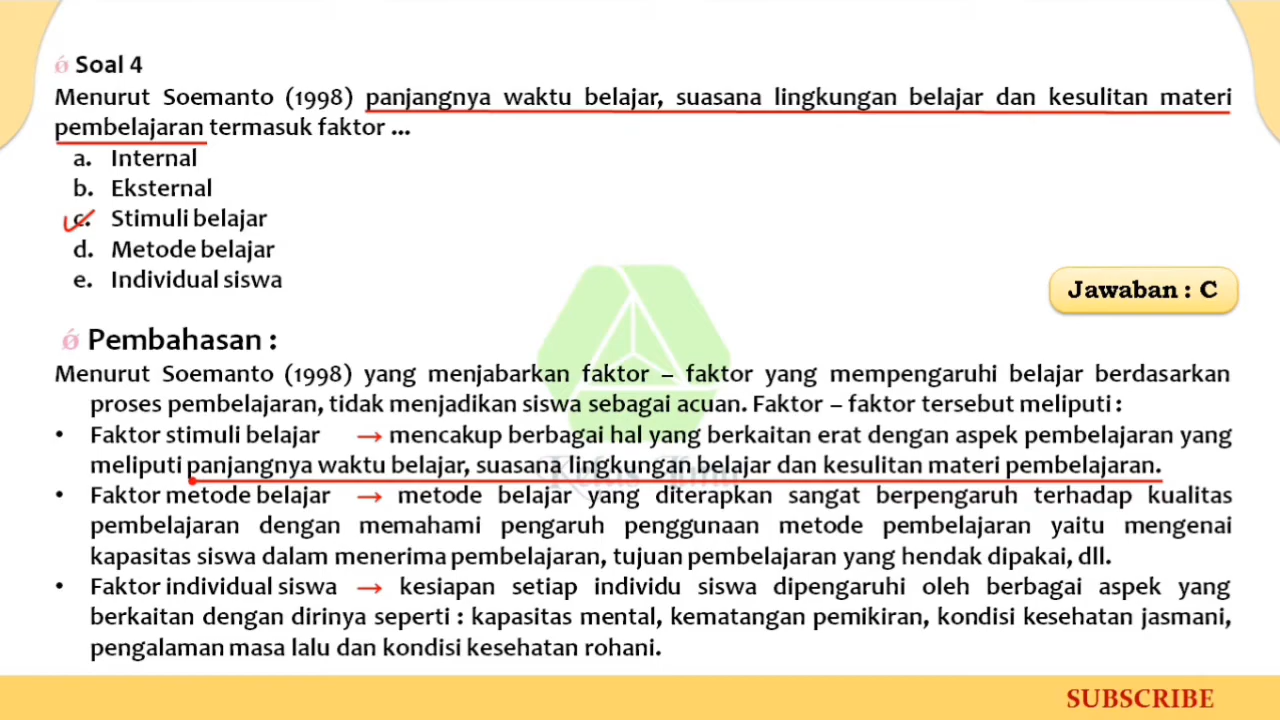 ǿ Soal 4
Menurut Soemanto (1998) panjangnya waktu belajar, suasana lingkungan belajar dan kesulitan materi
pembelajaran termasuk faktor ...
a. Internal
b. Eksternal
c. Stimuli belajar
d. Metode belajar
e. Individual siswa
Jawaban : C
ǿ Pembahasan :
Menurut Soemanto (1998) yang menjabarkan faktor – faktor yang mempengaruhi belajar berdasarkan
proses pembelajaran, tidak menjadikan siswa sebagai acuan. Faktor – faktor tersebut meliputi :
• Faktor stimuli belajar → mencakup berbagai hal yang berkaitan erat dengan aspek pembelajaran yang
meliputi panjangnya waktu belajar, suasana lingkungan belajar dan kesulitan materi pembelajaran.
• Faktor metode belajar → metode belajar yang diterapkan sangat berpengaruh terhadap kualitas
pembelajaran dengan memahami pengaruh penggunaan metode pembelajaran yaitu mengenai
kapasitas siswa dalam menerima pembelajaran, tujuan pembelajaran yang hendak dipakai, dll.
• Faktor individual siswa → kesiapan setiap individu siswa dipengaruhi oleh berbagai aspek yang
berkaitan dengan dirinya seperti : kapasitas mental, kematangan pemikiran, kondisi kesehatan jasmani,
pengalaman masa lalu dan kondisi kesehatan rohani.
SUBSCRIBE